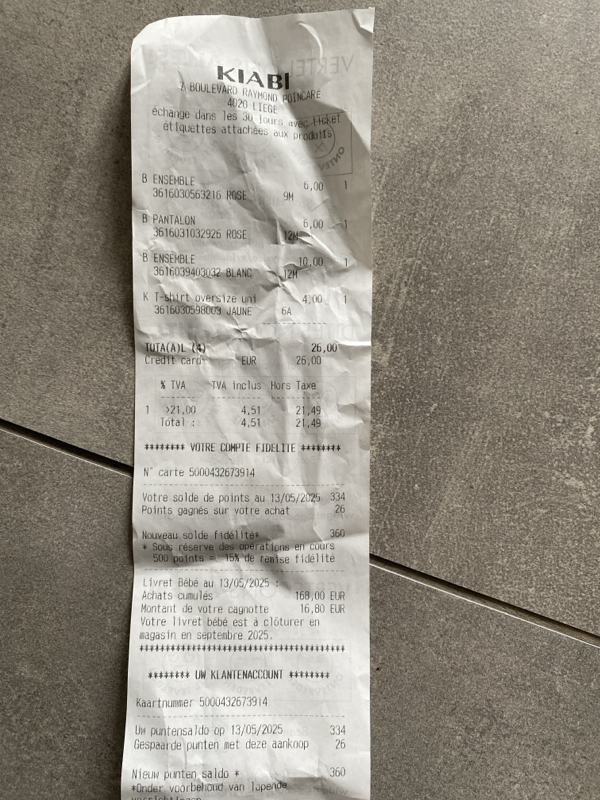 KIABI
7 BOULEVARD RAYMOND POINCARE
4020 LIEGE
échange dans les 30 jours avec ticket
étiquettes attachées aux produits
B ENSEMBLE 6,00 1
3616030563216 ROSE 9M
B PANTALON 6,00 1
3616031032926 ROSE 12M
B ENSEMBLE 10,00 1
3616039403032 BLANC 12M
K T-shirt oversize uni 4,00 1
3616030598003 JAUNE 6A
TOTA(A)L (4) 26,00
Credit card EUR 26,00
% TVA TVA inclus Hors Taxe
1 >21,00 4,51 21,49
Total : 4,51 21,49
******** VOTRE COMPTE FIDELITE ********
N° carte 5000432673914
Votre solde de points au 13/05/2025 334
Points gagnés sur votre achat 26
Nouveau solde fidélité* 360
* Sous réserve des opérations en cours
500 points = 15% de remise fidélité
Livret Bébé au 13/05/2025 :
Achats cumulés 168,00 EUR
Montant de votre cagnotte 16,80 EUR
Votre livret bébé est à clôturer en
magasin en septembre 2025.
******************************************
******** UW KLANTENACCOUNT ********
Kaartnummer 5000432673914
Uw puntensaldo op 13/05/2025 334
Gespaarde punten met deze aankoop 26
Nieuw punten saldo * 360
*Onder voorbehoud van lopende